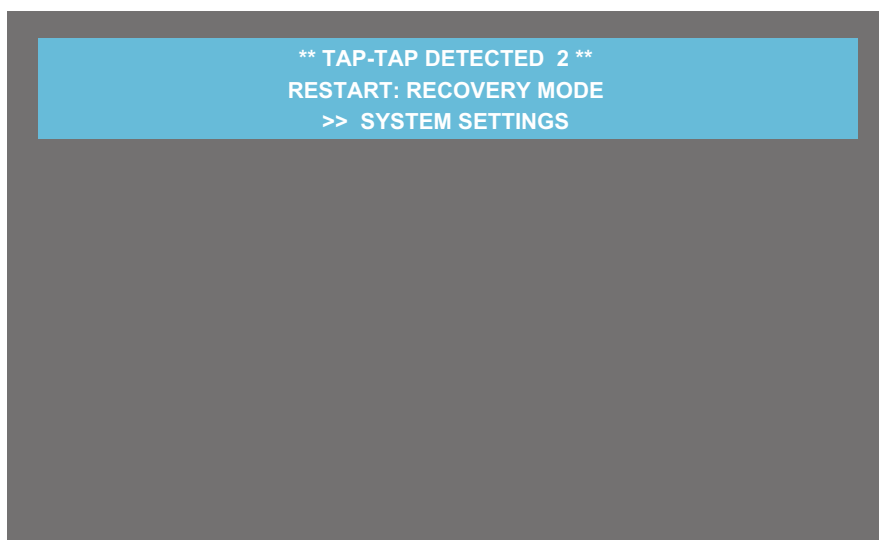 ** TAP-TAP DETECTED  2 **
RESTART: RECOVERY MODE
>>  SYSTEM SETTINGS